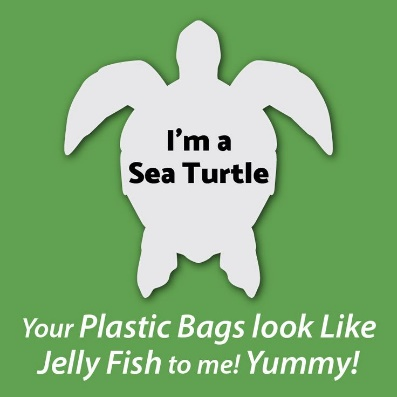 I'm a
Sea Turtle
Your Plastic Bags look Like
Jelly Fish to me! Yummy!